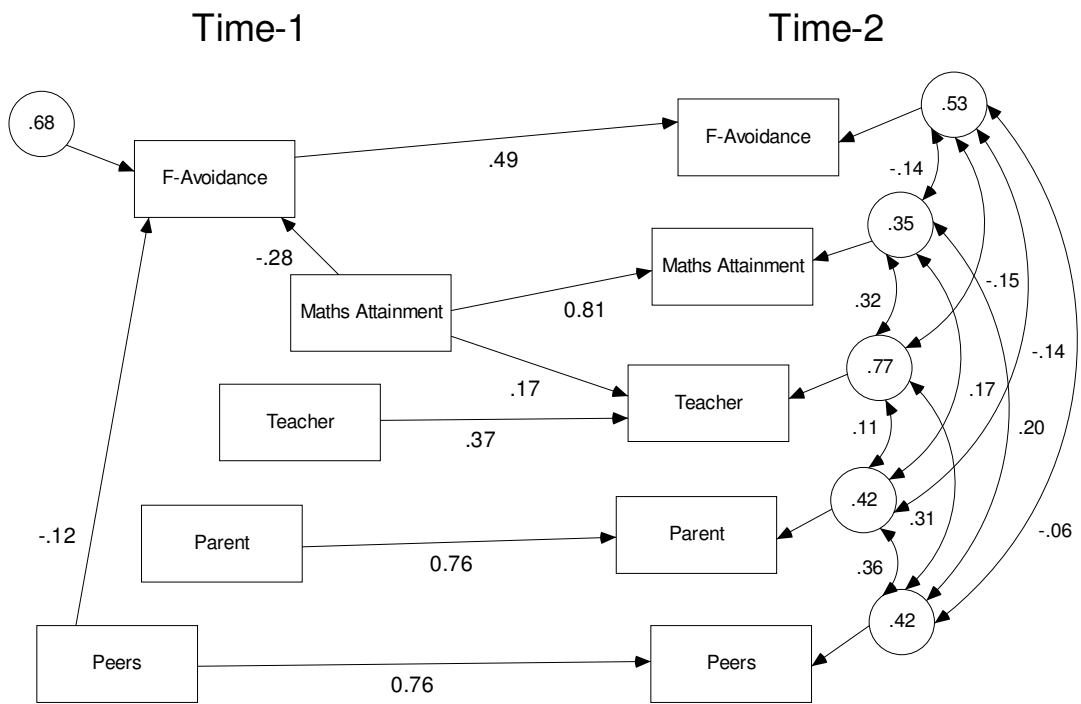 Time-1
Time-2
.68
.53
F-Avoidance
F-Avoidance
.49
-.14
.35
-.28
Maths Attainment
Maths Attainment
0.81
.32
-.15
-.14
.77
.17
Teacher
Teacher
.37
.11
.17
.20
.42
.31
Parent
Parent
0.76
-.12
-.06
.36
.42
Peers
Peers
0.76